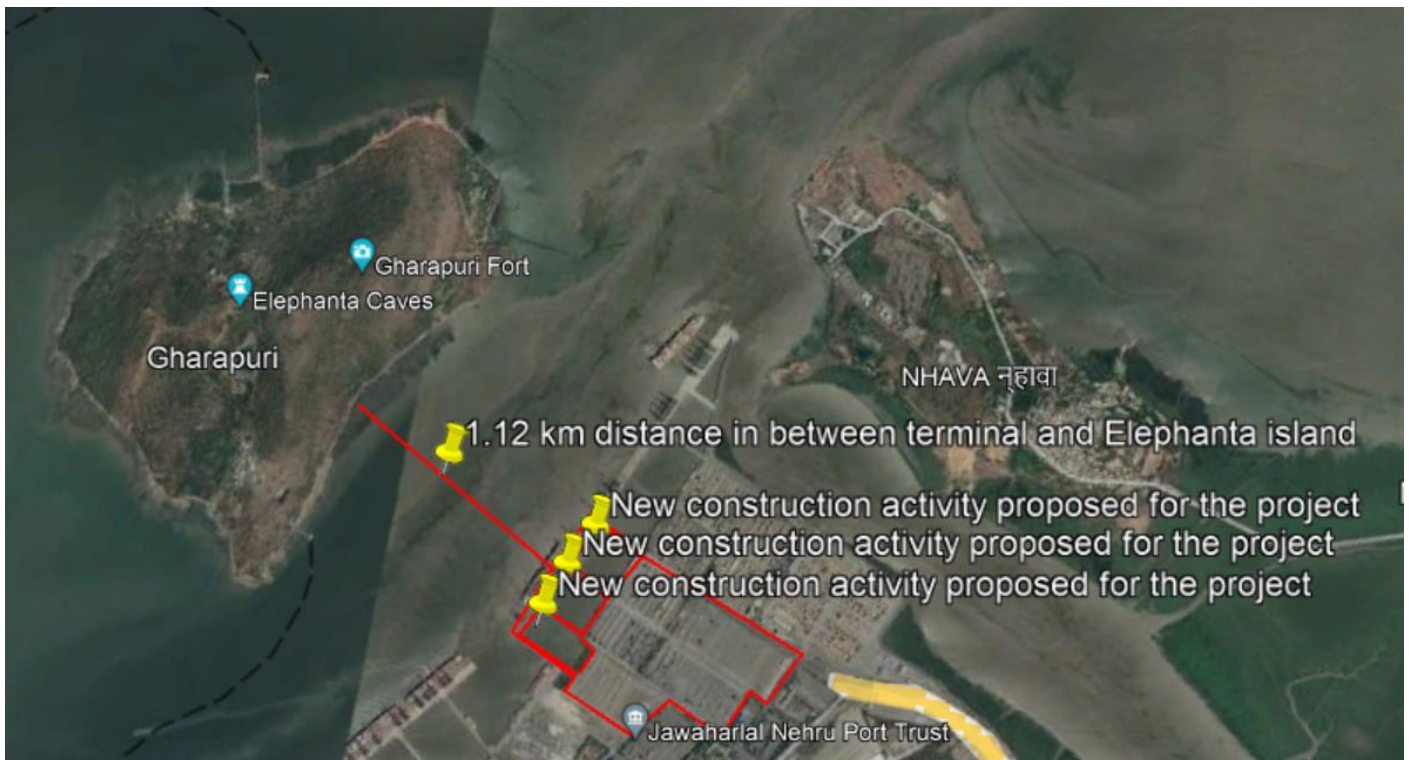 Gharapuri Fort
Elephanta Caves
Gharapuri
NHAVA न्हावा
1.12 km distance in between terminal and Elephanta island
New construction activity proposed for the project
New construction activity proposed for the project
New construction activity proposed for the project
Jawaharlal Nehru Port Trust